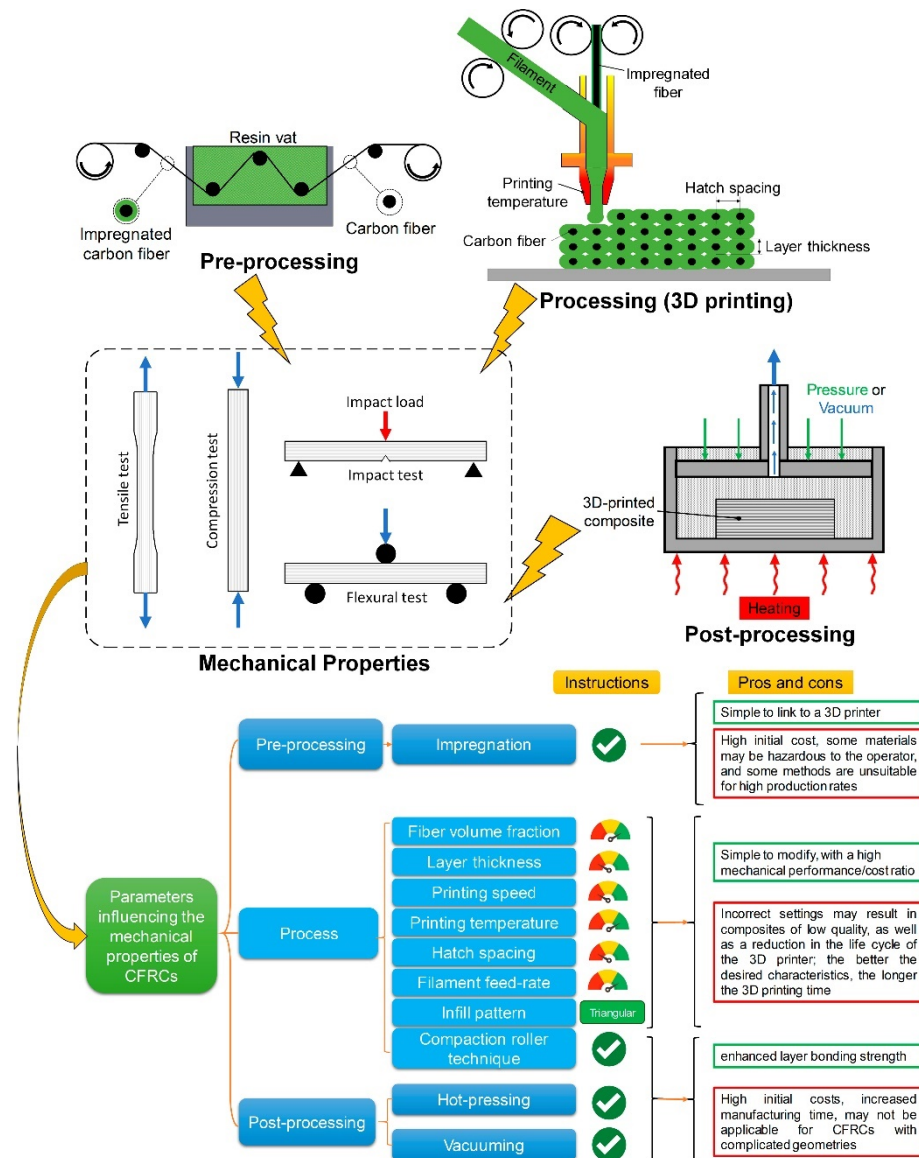 Filament
Impregnated
fiber
Resin vat
Printing
temperature
Hatch spacing
Impregnated
carbon fiber
Carbon fiber
Carbon fiber
Layer thickness
Pre-processing
Processing (3D printing)
Tensile test
Compression test
Impact load
Impact test
Flexural test
Mechanical Properties
Pressure or
Vacuum
3D-printed
composite
Heating
Post-processing
Instructions
Pros and cons
Parameters
influencing the
mechanical
properties of
CFRCs
Pre-processing
Impregnation
Simple to link to a 3D printer
High initial cost, some materials
may be hazardous to the operator,
and some methods are unsuitable
for high production rates
Process
Fiber volume fraction
Layer thickness
Printing speed
Printing temperature
Hatch spacing
Filament feed-rate
Infill pattern
Triangular
Compaction roller
technique
Simple to modify, with a high
mechanical performance/cost ratio
Incorrect settings may result in
composites of low quality, as well
as a reduction in the life cycle of
the 3D printer; the better the
desired characteristics, the longer
the 3D printing time
Post-processing
Hot-pressing
Vacuuming
enhanced layer bonding strength
High initial costs, increased
manufacturing time, may not be
applicable for CFRCs with
complicated geometries